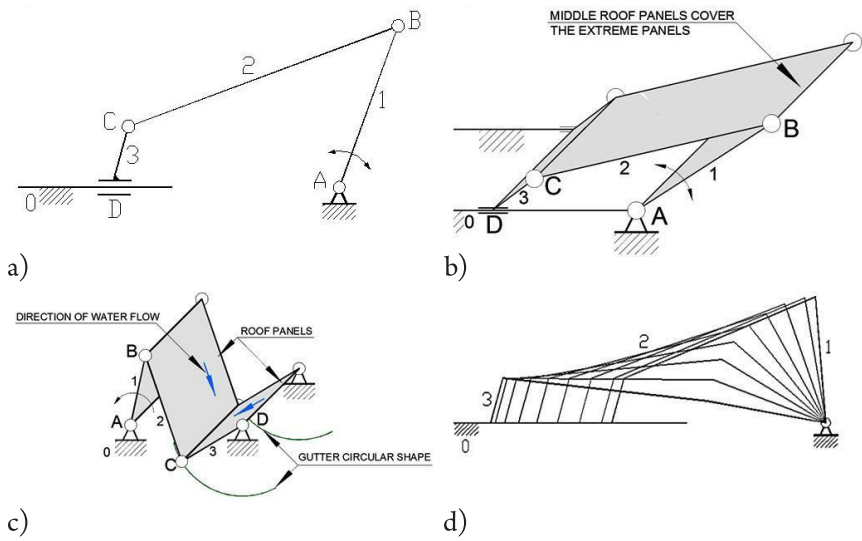 B
2
1
C
3
A
0
D
a)
MIDDLE ROOF PANELS COVER
THE EXTREME PANELS
B
2
C
1
3
0
D
A
b)
DIRECTION OF WATER FLOW
ROOF PANELS
B
1
A
2
0
D
3
C
GUTTER CIRCULAR SHAPE
c)
2
1
3
0
d)